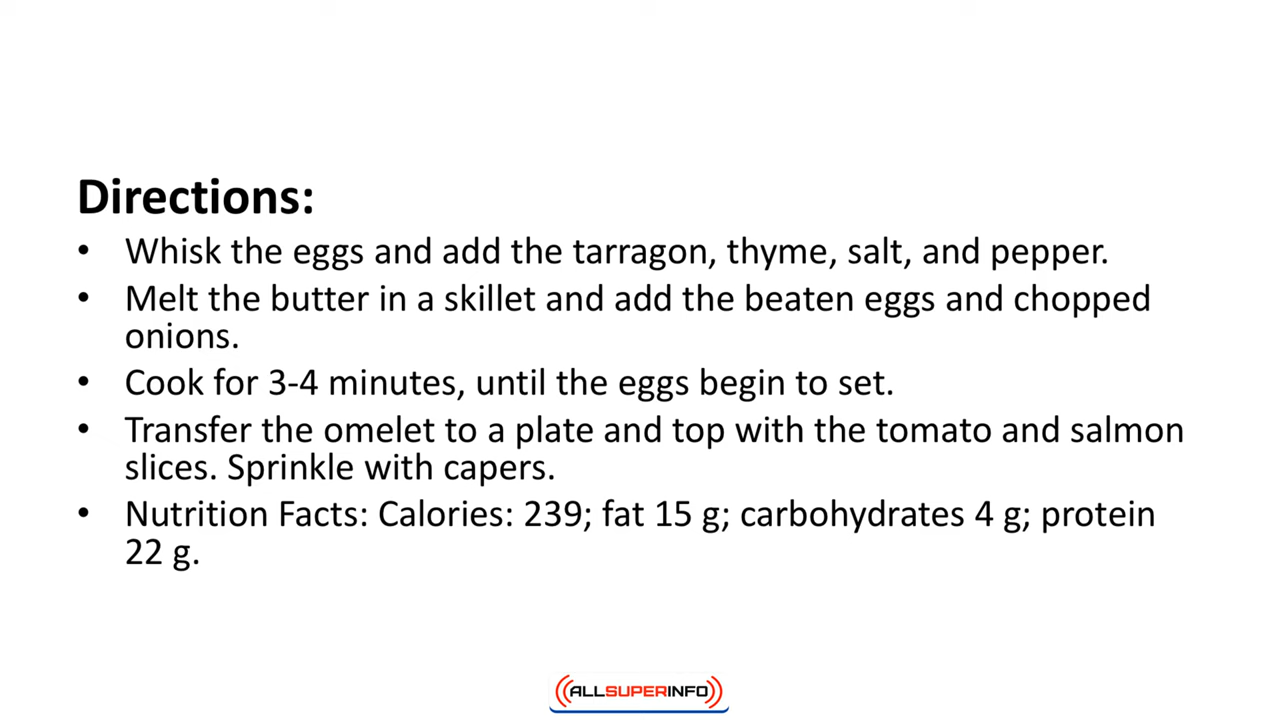 Directions:
• Whisk the eggs and add the tarragon, thyme, salt, and pepper.
• Melt the butter in a skillet and add the beaten eggs and chopped
onions.
• Cook for 3-4 minutes, until the eggs begin to set.
• Transfer the omelet to a plate and top with the tomato and salmon
slices. Sprinkle with capers.
• Nutrition Facts: Calories: 239; fat 15 g; carbohydrates 4 g; protein
22 g.
ALLSUPERINFO